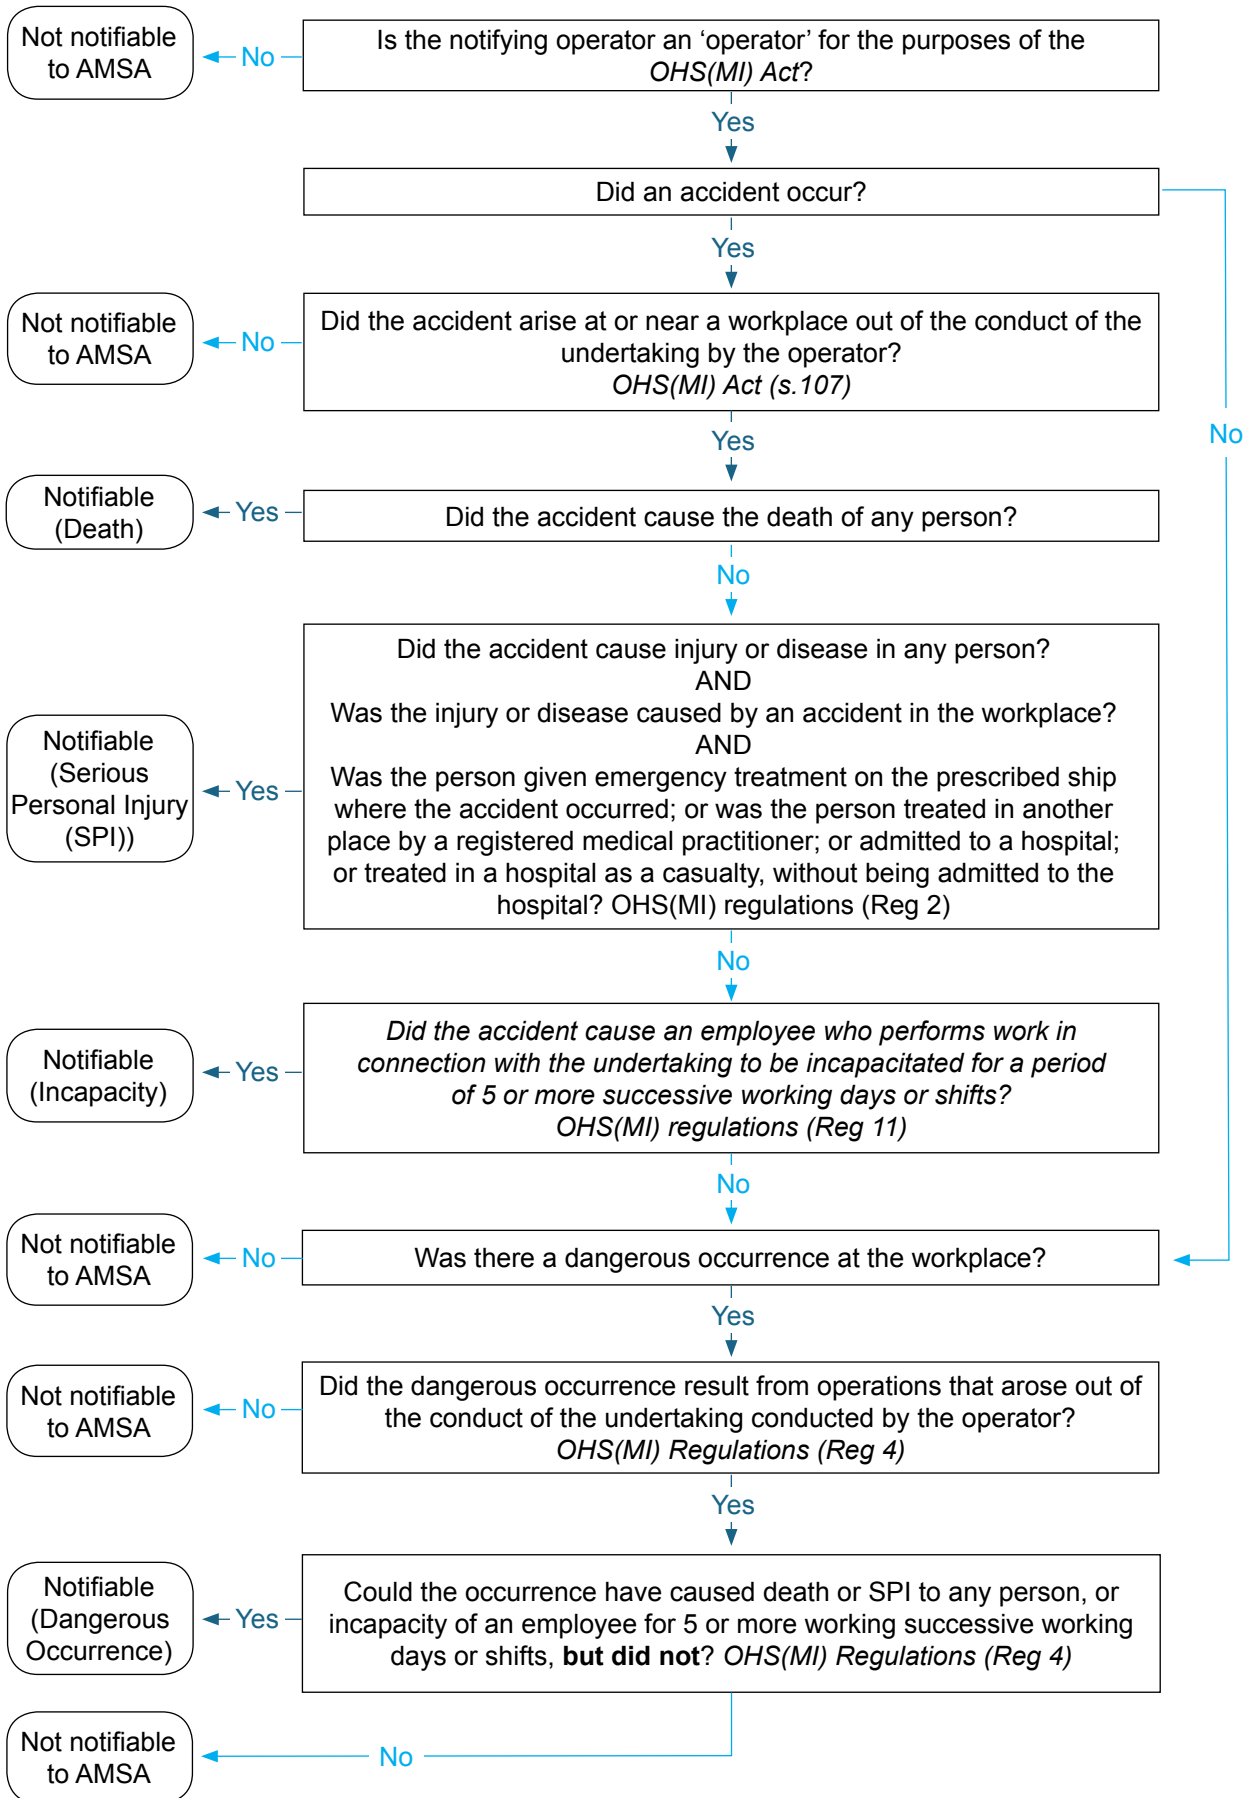 Not notifiable
to AMSA
No
Is the notifying operator an ‘operator’ for the purposes of the
OHS(MI) Act?
Yes
Did an accident occur?
Yes
Not notifiable
to AMSA
No
Did the accident arise at or near a workplace out of the conduct of the
undertaking by the operator?
OHS(MI) Act (s.107)
No
Yes
Notifiable
(Death)
Yes
Did the accident cause the death of any person?
No
Notifiable
(Serious
Personal Injury
(SPI))
Yes
Did the accident cause injury or disease in any person?
AND
Was the injury or disease caused by an accident in the workplace?
AND
Was the person given emergency treatment on the prescribed ship
where the accident occurred; or was the person treated in another
place by a registered medical practitioner; or admitted to a hospital;
or treated in a hospital as a casualty, without being admitted to the
hospital? OHS(MI) regulations (Reg 2)
No
Notifiable
(Incapacity)
Yes
Did the accident cause an employee who performs work in
connection with the undertaking to be incapacitated for a period
of 5 or more successive working days or shifts?
OHS(MI) regulations (Reg 11)
No
Not notifiable
to AMSA
No
Was there a dangerous occurrence at the workplace?
Yes
Not notifiable
to AMSA
No
Did the dangerous occurrence result from operations that arose out of
the conduct of the undertaking conducted by the operator?
OHS(MI) Regulations (Reg 4)
Yes
Notifiable
(Dangerous
Occurrence)
Yes
Could the occurrence have caused death or SPI to any person, or
incapacity of an employee for 5 or more working successive working
days or shifts, but did not? OHS(MI) Regulations (Reg 4)
Not notifiable
to AMSA
No